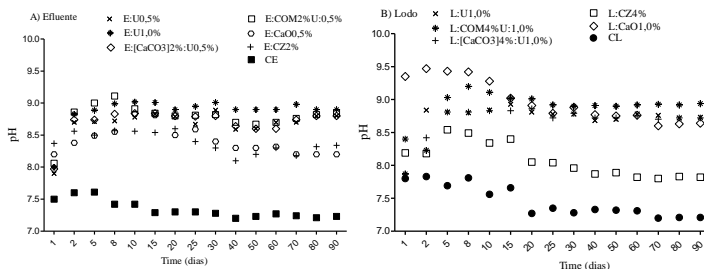 A) Efluente
E:U0,5%
E:U1,0%
E:[CaCO3]2%:U0,5%)
E:COM2%U:0,5%
E:CaO0,5%
E:CZ2%
CE
9.0
8.5
8.0
7.5
7.0
pH
1 2 5 8 10 15 20 25 30 40 50 60 70 80 90
Time (dias)
B) Lodo
L:U1,0%
L:COM4%U:1,0%
L:[CaCO3]4%:U1,0%)
L:CZ4%
L:CaO1,0%
CL
10.0
9.5
9.0
8.5
8.0
7.5
7.0
pH
1 2 5 8 10 15 20 25 30 40 50 60 70 80 90
Time (dias)